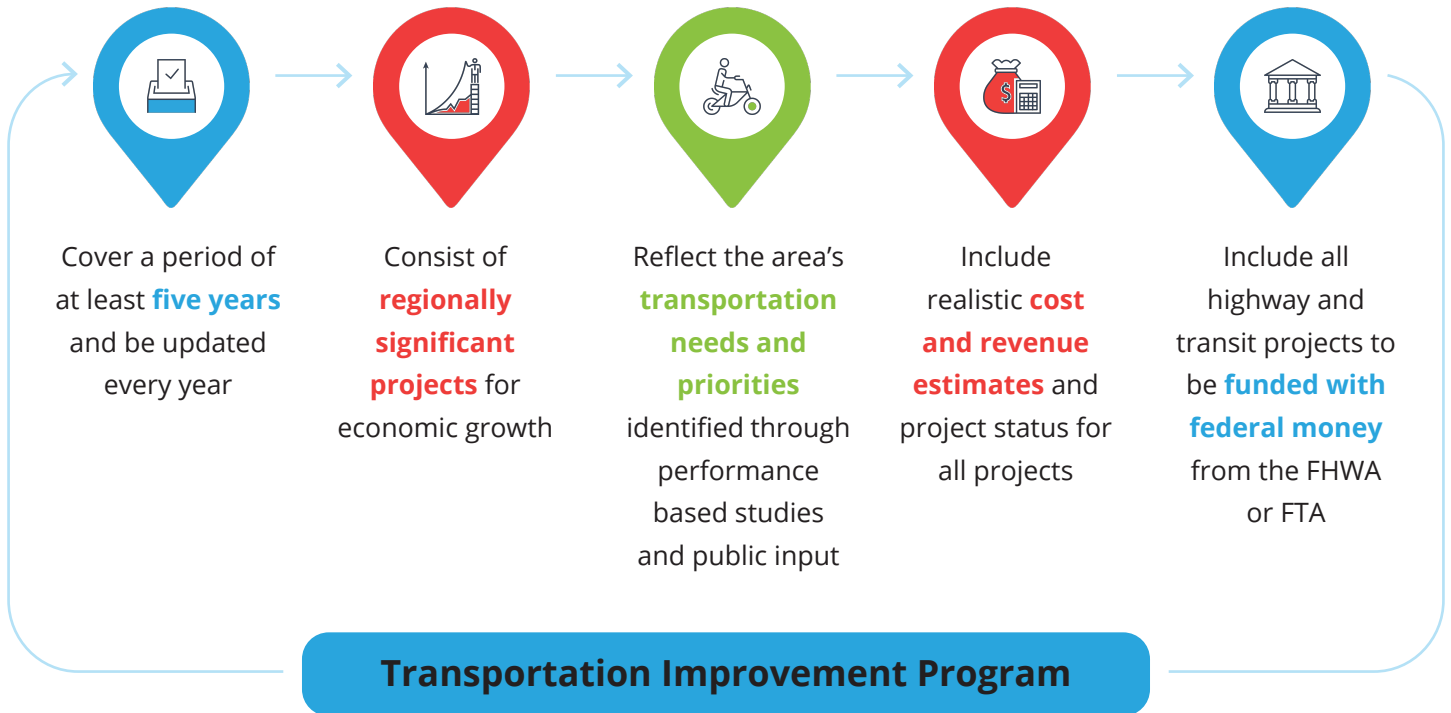 $
Cover a period of
at least five years
and be updated
every year
Consist of
regionally
significant
projects for
economic growth
Reflect the area’s
transportation
needs and
priorities
identified through
performance
based studies
and public input
Include
realistic cost
and revenue
estimates and
project status for
all projects
Include all
highway and
transit projects to
be funded with
federal money
from the FHWA
or FTA
Transportation Improvement Program